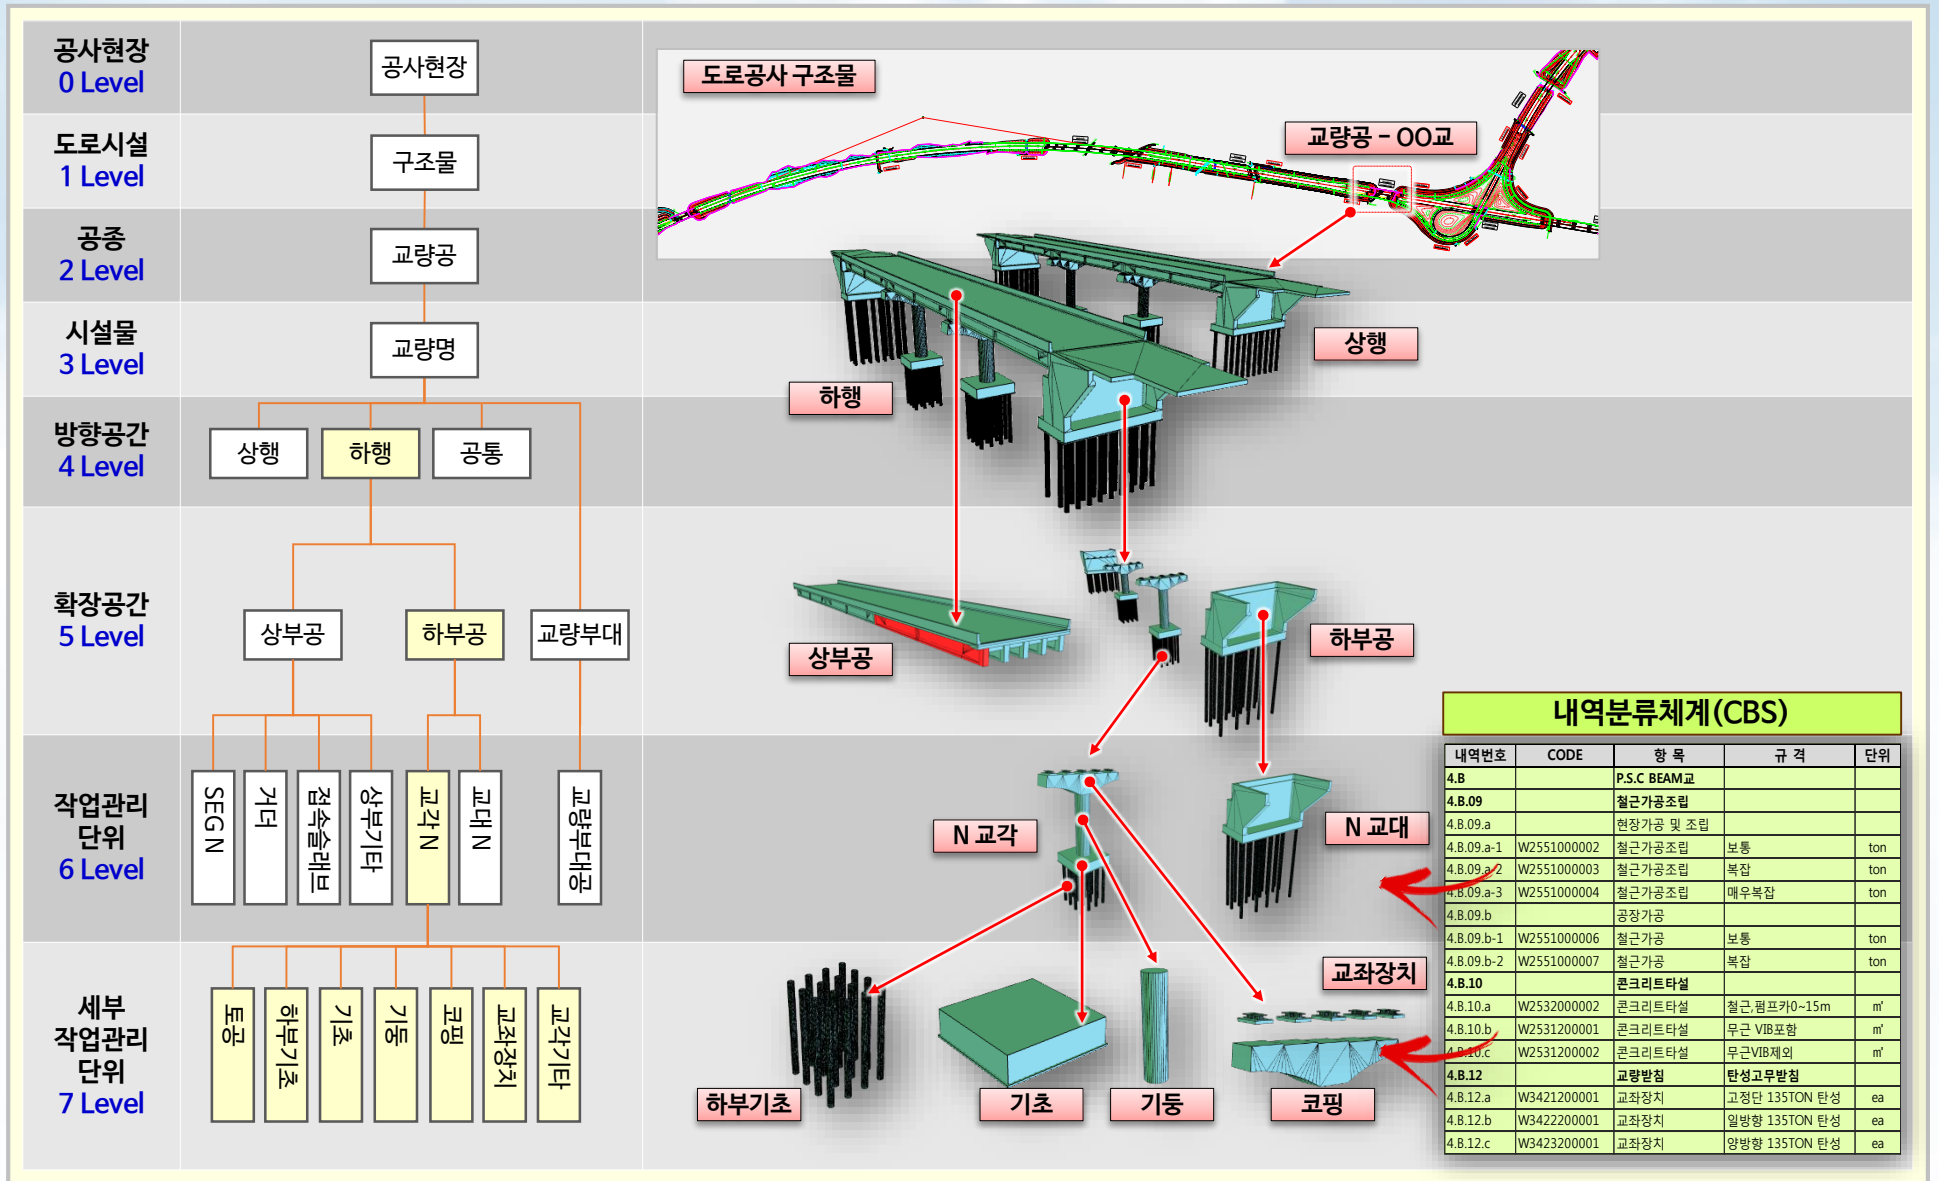 공사현장
0 Level
공사현장
도로공사 구조물
도로시설
1 Level
구조물
교량공 - OO교
공종
2 Level
교량공
시설물
3 Level
교량명
상행
하행
방향공간
4 Level
상행
하행
공통
확장공간
5 Level
상부공
하부공
교량부대
상부공
하부공
작업관리
단위
6 Level
SEG N
거더
접속슬래브
상부기타
교각 N
교대 N
교량부대공
N 교각
N 교대
세부
작업관리
단위
7 Level
토공
하부기초
기초
기둥
코핑
교좌장치
교각기타
교좌장치
하부기초
기초
기둥
코핑
내역분류체계(CBS)
내역번호 CODE 항 목 규 격 단위
4.B P.S.C BEAM교
4.B.09 철근가공조립
4.B.09.a 현장가공 및 조립
4.B.09.a-1 W2551000002 철근가공조립 보통 ton
4.B.09.a-2 W2551000003 철근가공조립 복잡 ton
4.B.09.a-3 W2551000004 철근가공조립 매우복잡 ton
4.B.09.b 공장가공
4.B.09.b-1 W2551000006 철근가공 보통 ton
4.B.09.b-2 W2551000007 철근가공 복잡 ton
4.B.10 콘크리트타설
4.B.10.a W2532000002 콘크리트타설 철근,펌프카0~15m ㎥
4.B.10.b W2531200001 콘크리트타설 무근 VIB포함 ㎥
4.B.10.c W2531200002 콘크리트타설 무근VIB제외 ㎥
4.B.12 교량받침 탄성고무받침
4.B.12.a W3421200001 교좌장치 고정단 135TON 탄성 ea
4.B.12.b W3422200001 교좌장치 일방향 135TON 탄성 ea
4.B.12.c W3423200001 교좌장치 양방향 135TON 탄성 ea